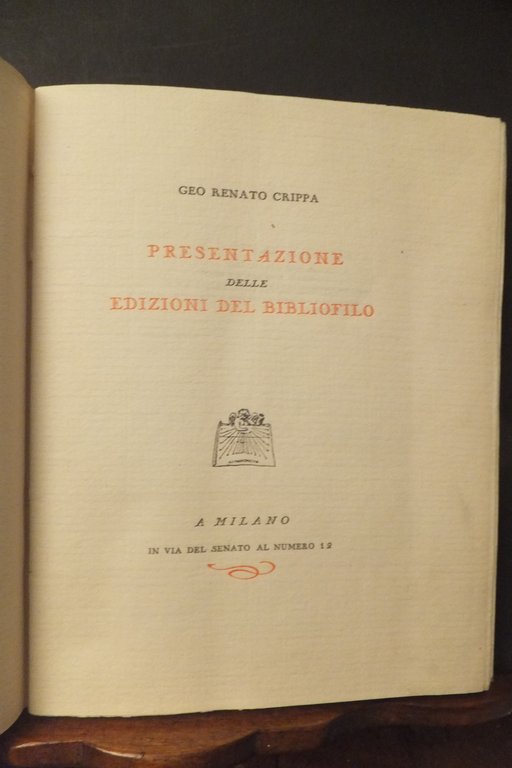 GEO RENATO CRIPPA
PRESENTAZIONE
DELLE
EDIZIONI DEL BIBLIOFILO
A MILANO
IN VIA DEL SENATO AL NUMERO 12